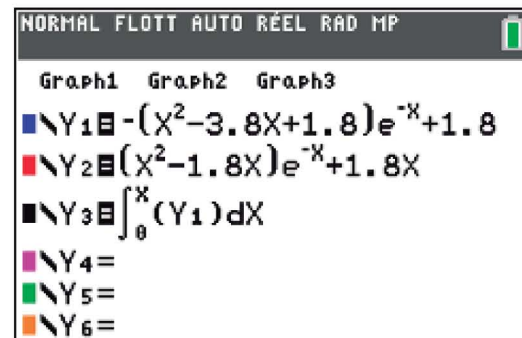 NORMAL FLOTT AUTO RÉEL RAD MP
Graph1 Graph2 Graph3
\Y₁⊟-(X²-3.8X+1.8)e⁻ˣ+1.8
\Y₂⊟(X²-1.8X)e⁻ˣ+1.8X
\Y₃⊟∫₀ˣ(Y₁)dX
\Y₄=
\Y₅=
\Y₆=